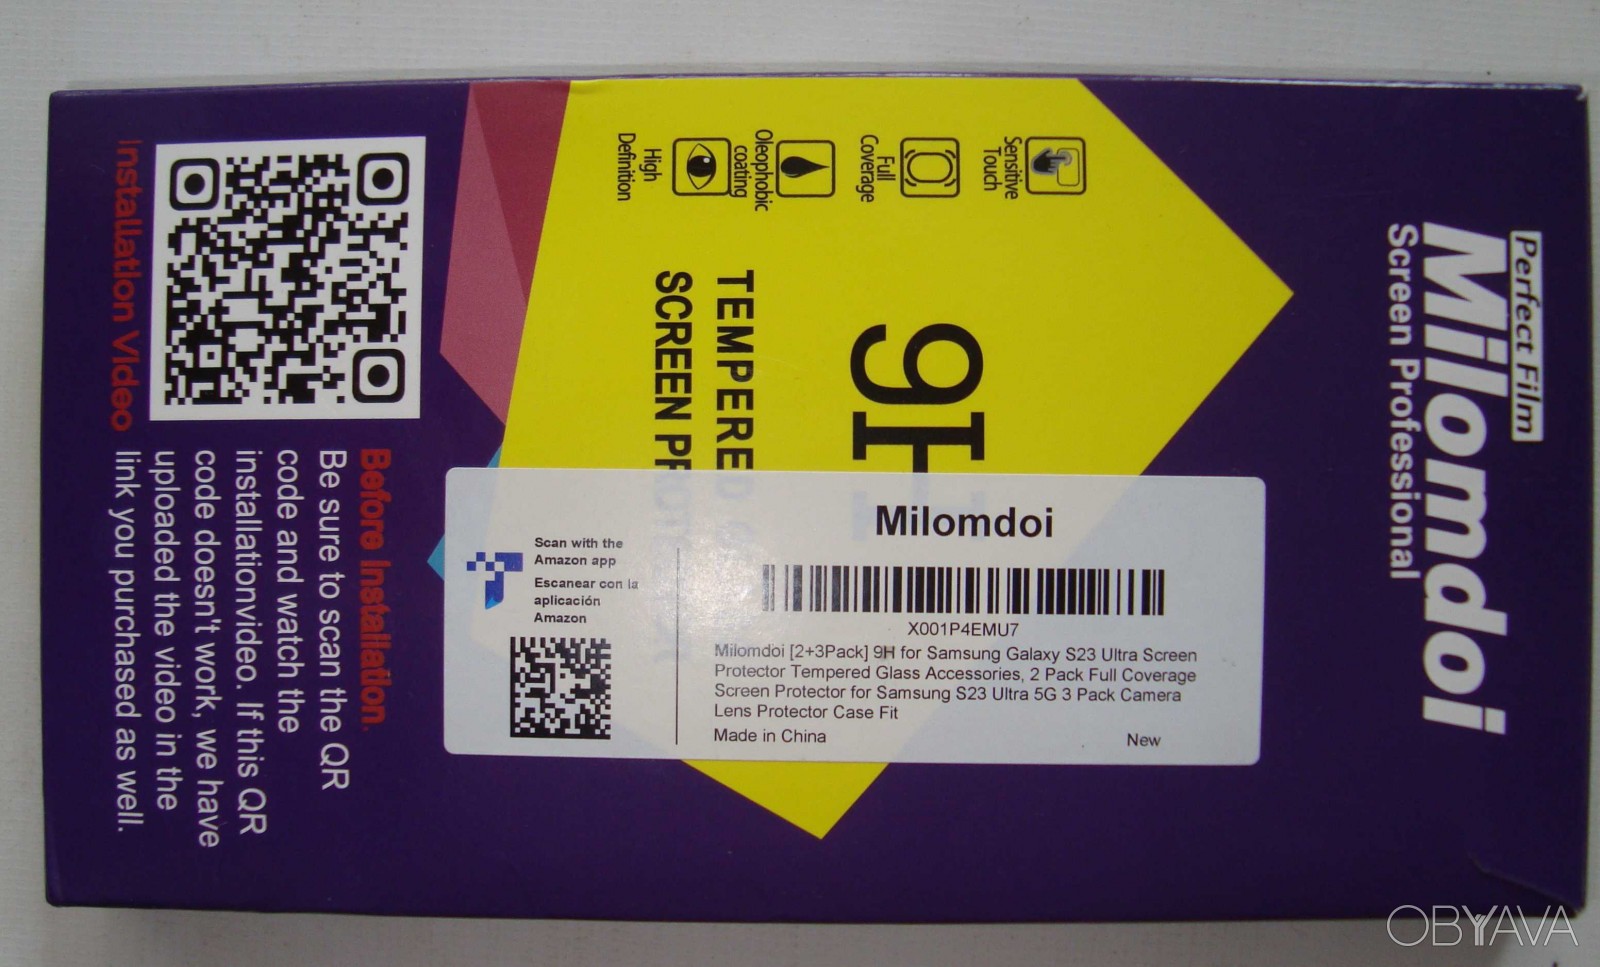 Perfect Film
Milomdoi
Screen Professional
Sensitive
Touch
Full
Coverage
Oleophobic
coating
High
Definition
9H
TEMPERED
SCREEN
Installation Video
Before Installation.
Be sure to scan the QR
code and watch the
installationvideo. If this QR
code doesn't work, we have
uploaded the video in the
link you purchased as well.
Milomdoi
Scan with the
Amazon app
Escanear con la
aplicación
Amazon
X001P4EMU7
Milomdoi [2+3Pack] 9H for Samsung Galaxy S23 Ultra Screen
Protector Tempered Glass Accessories, 2 Pack Full Coverage
Screen Protector for Samsung S23 Ultra 5G 3 Pack Camera
Lens Protector Case Fit
Made in China
New
OBYAVA